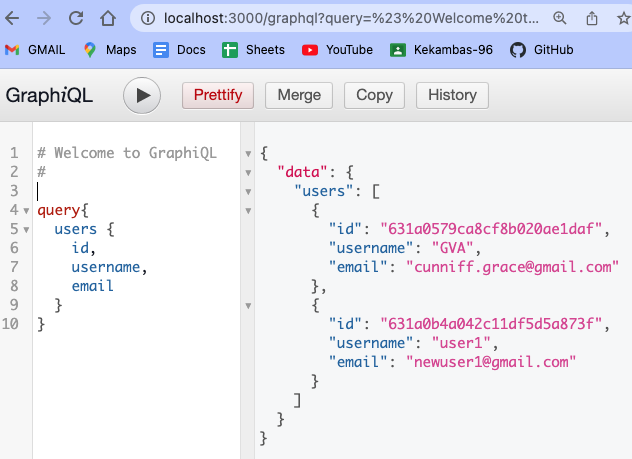 localhost:3000/graphql?query=%23%20Welcome%20t...
GMAIL Maps Docs Sheets YouTube Kekambas-96 GitHub
GraphiQL Prettify Merge Copy History
1 # Welcome to GraphiQL
2 #
3
4 query{
5 users {
6 id,
7 username,
8 email
9 }
10 }
{
"data": {
"users": [
{
"id": "631a0579ca8cf8b020ae1daf",
"username": "GVA",
"email": "cunniff.grace@gmail.com"
},
{
"id": "631a0b4a042c11df5d5a873f",
"username": "user1",
"email": "newuser1@gmail.com"
}
]
}
}